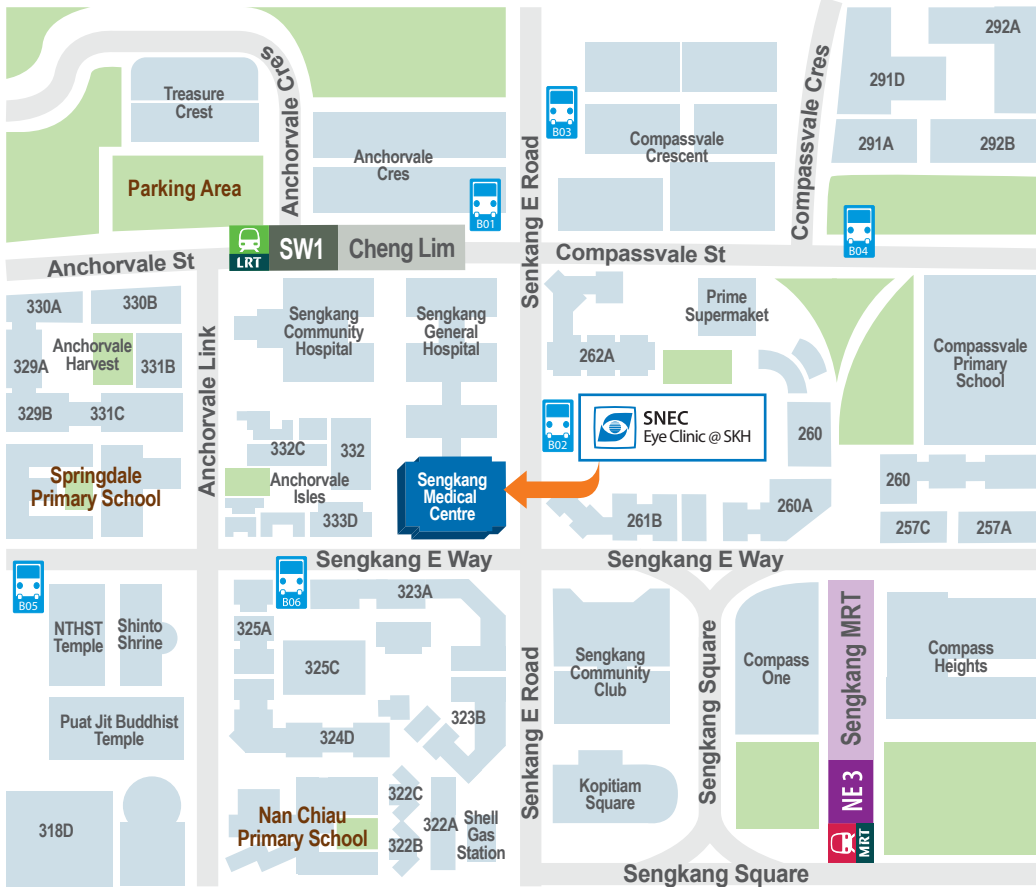 292A
Treasure
Crest
Anchorvale Cres
291D
B03
Compassvale
Crescent
Compassvale Cres
291A
292B
Anchorvale
Cres
Parking Area
Senkang E Road
B01
B04
LRT
SW1
Cheng Lim
Compassvale St
Anchorvale St
330A
330B
Anchorvale
Harvest
329A
331B
329B
331C
Anchorvale Link
Sengkang
Community
Hospital
Sengkang
General
Hospital
Prime
Supermaket
262A
Compassvale
Primary
School
B02
SNEC
Eye Clinic @ SKH
260
332C
332
Anchorvale
Isles
333D
Springdale
Primary School
Sengkang
Medical
Centre
261B
260A
260
257C
257A
Sengkang E Way
Sengkang E Way
B05
B06
NTHST
Temple
Shinto
Shrine
323A
325A
325C
Puat Jit Buddhist
Temple
323B
324D
Senkang E Road
Sengkang
Community
Club
Sengkang Square
Compass
One
Sengkang MRT
Compass
Heights
318D
Nan Chiau
Primary School
322C
322A
322B
Shell
Gas
Station
Kopitiam
Square
NE3
MRT
Sengkang Square